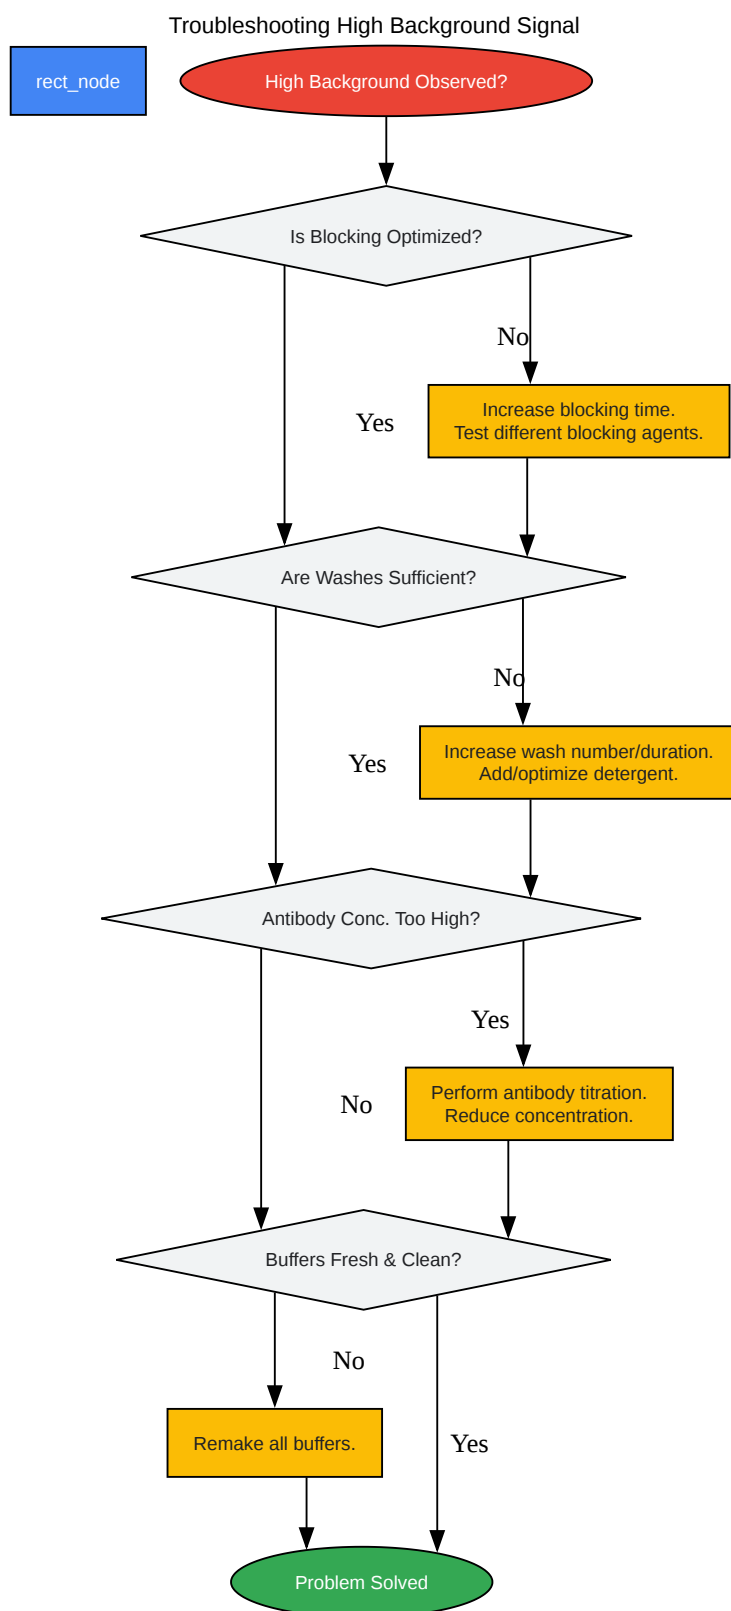 Troubleshooting High Background Signal
rect_node
High Background Observed?
Is Blocking Optimized?
No
Increase blocking time.
Test different blocking agents.
Yes
Are Washes Sufficient?
No
Increase wash number/duration.
Add/optimize detergent.
Yes
Antibody Conc. Too High?
Yes
Perform antibody titration.
Reduce concentration.
No
Buffers Fresh & Clean?
No
Remake all buffers.
Yes
Problem Solved